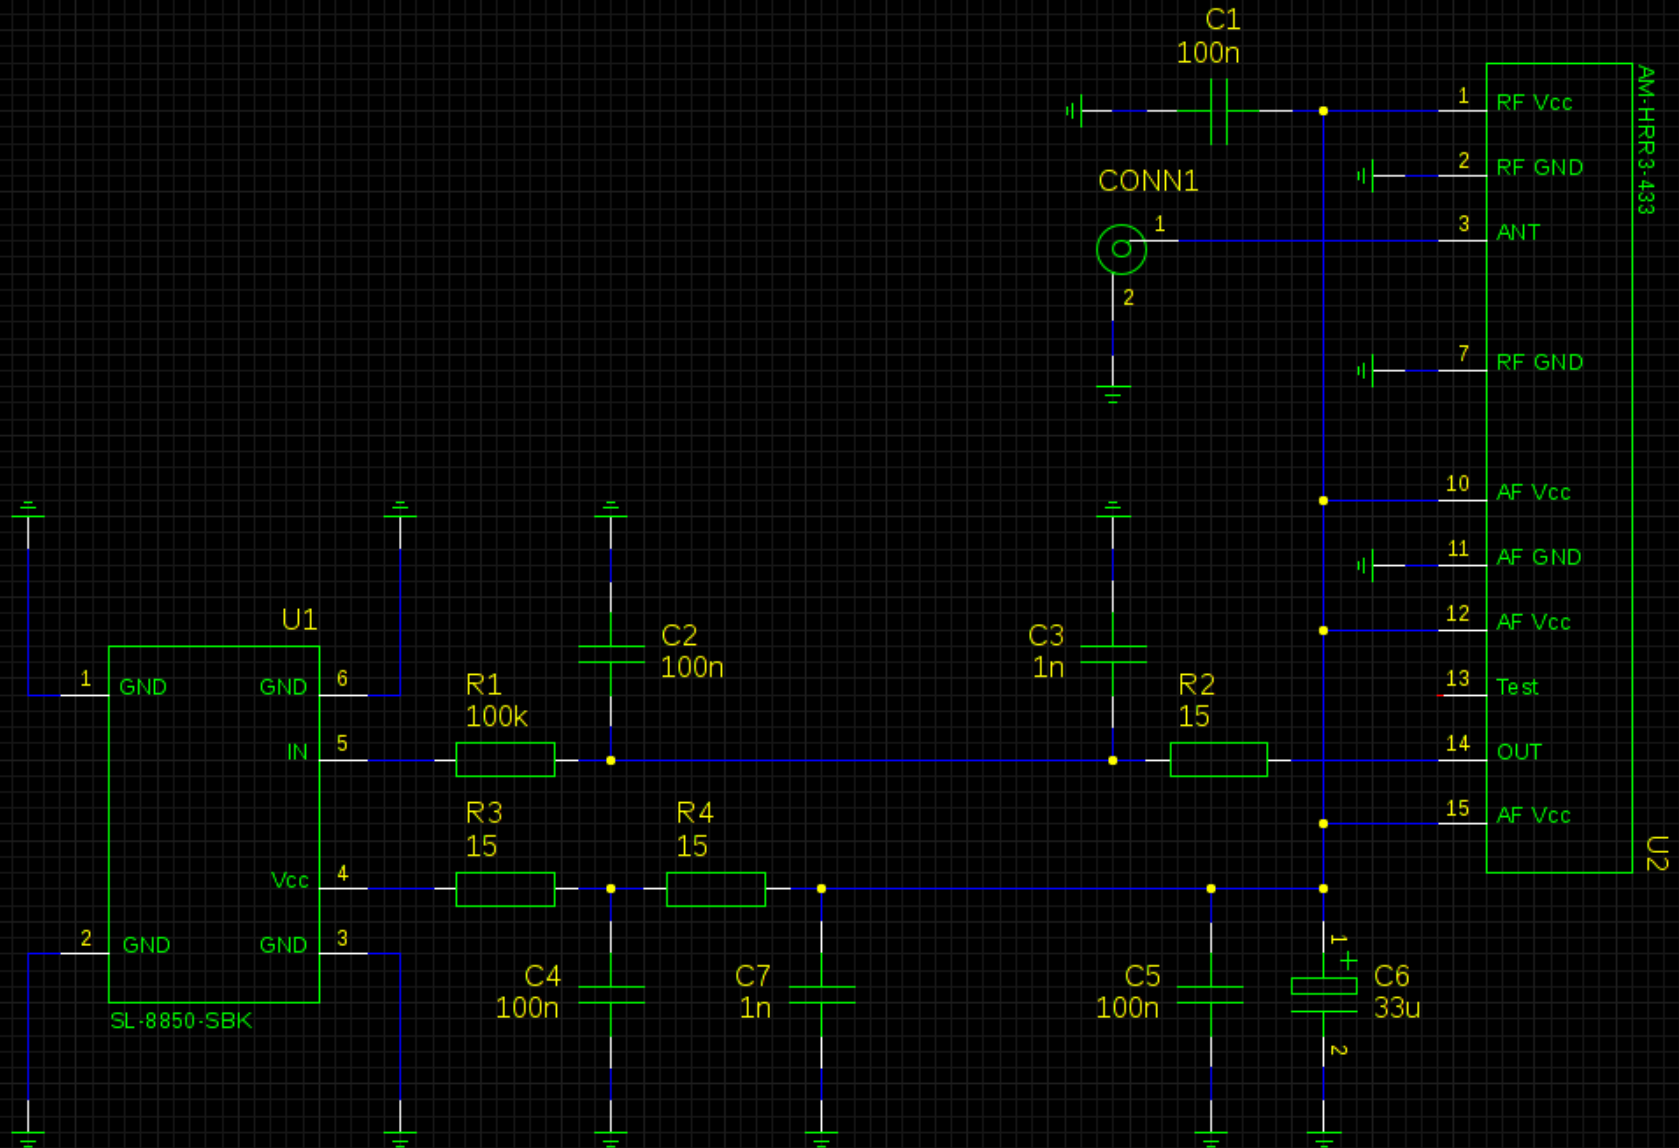 C1
100n
1
RF Vcc
AM-HRR3-433
2
RF GND
CONN1
1
3
ANT
2
7
RF GND
10
AF Vcc
11
AF GND
U1
C2
100n
C3
1n
12
AF Vcc
1
GND
GND
6
R1
100k
R2
15
13
Test
IN
5
14
OUT
R3
15
R4
15
15
AF Vcc
U2
Vcc
4
2
GND
GND
3
1
+
C4
100n
C7
1n
C5
100n
C6
33u
SL-8850-SBK
2